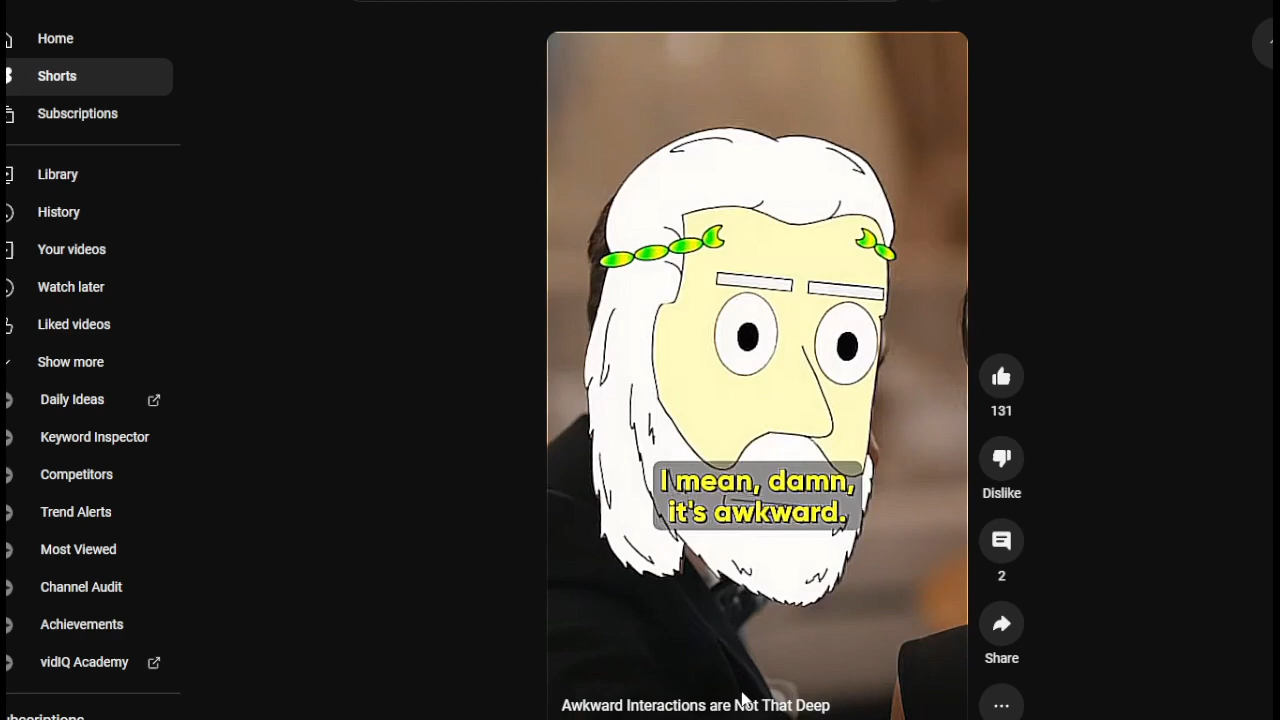 Home
Shorts
Subscriptions
Library
History
Your videos
Watch later
Liked videos
Show more
Daily Ideas
Keyword Inspector
Competitors
Trend Alerts
Most Viewed
Channel Audit
Achievements
vidIQ Academy
I mean, damn,
it's awkward.
Awkward Interactions are Not That Deep
131
Dislike
2
Share